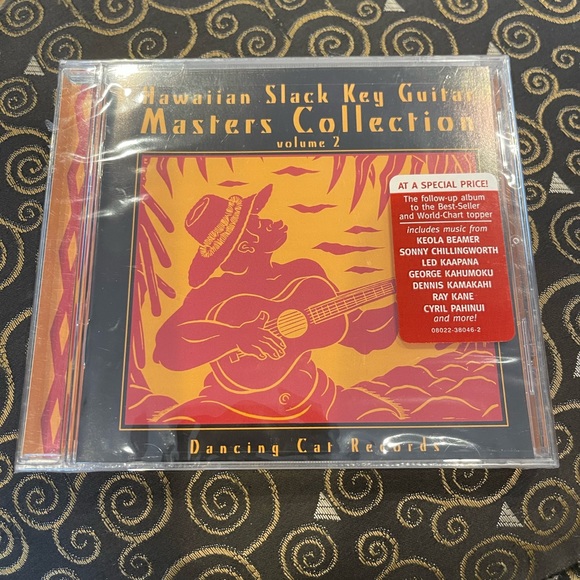 Hawaiian Slack Key Guitar
Masters Collection
volume 2
AT A SPECIAL PRICE!
The follow-up album
to the Best-Seller
and World-Chart topper
includes music from
KEOLA BEAMER
SONNY CHILLINGWORTH
LED KAAPANA
GEORGE KAHUMOKU
DENNIS KAMAKAHI
RAY KANE
CYRIL PAHINUI
and more!
08022-38046-2
Dancing Cat Records